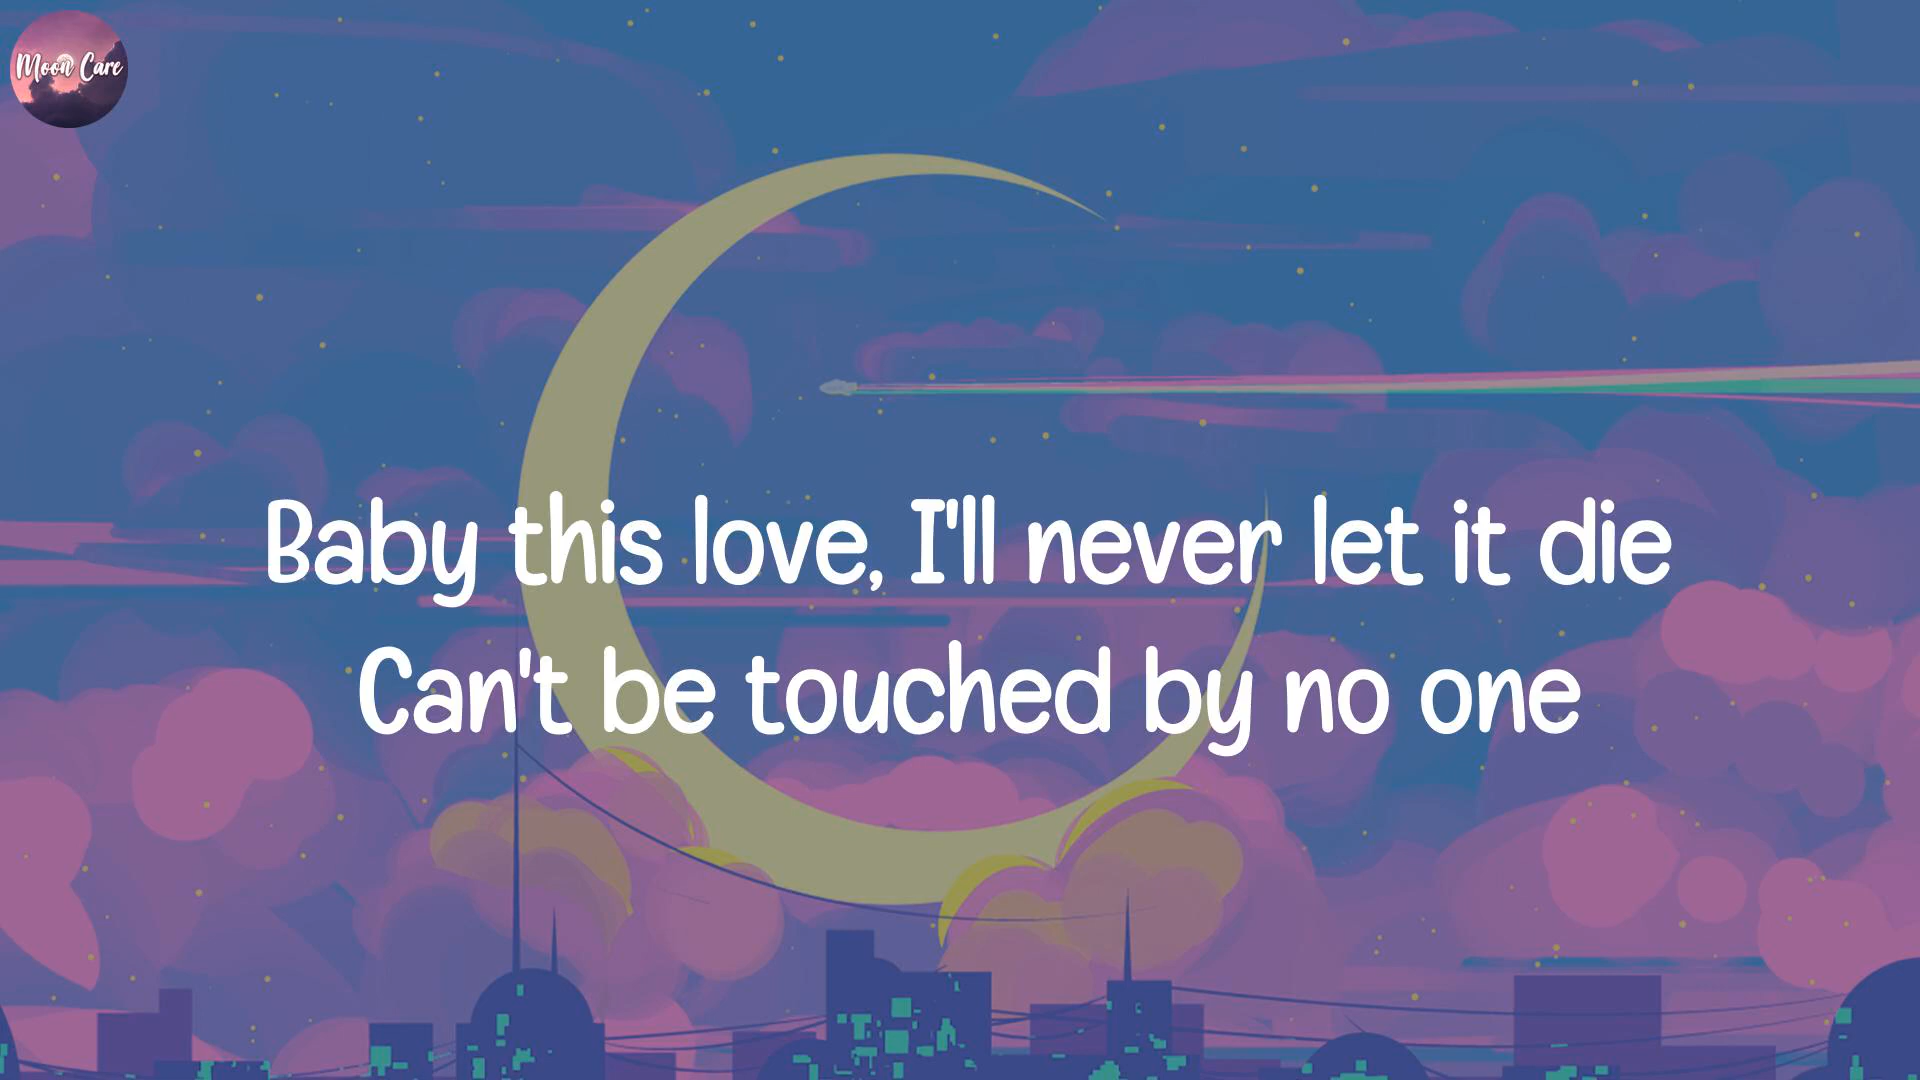 Moon Care
Baby this love, I'll never let it die
Can't be touched by no one